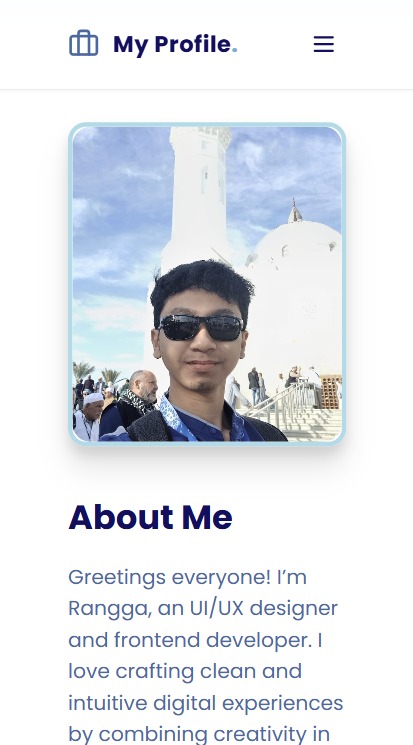 My Profile.
About Me
Greetings everyone! I’m
Rangga, an UI/UX designer
and frontend developer. I
love crafting clean and
intuitive digital experiences
by combining creativity in